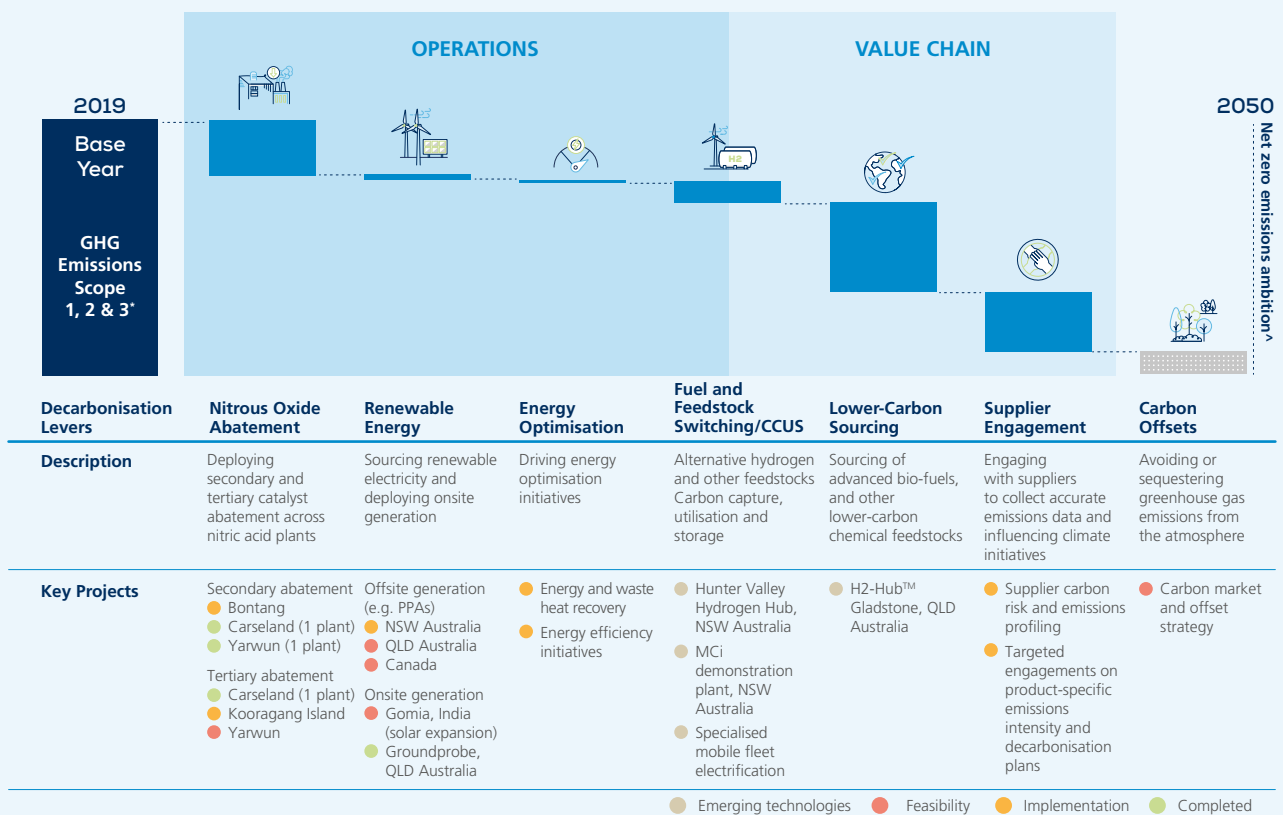 OPERATIONS
VALUE CHAIN
2019
2050
Base
Year
GHG
Emissions
Scope
1, 2 & 3*
H2
Net zero emissions ambition^
Decarbonisation
Levers
Nitrous Oxide
Abatement
Renewable
Energy
Energy
Optimisation
Fuel and
Feedstock
Switching/CCUS
Lower-Carbon
Sourcing
Supplier
Engagement
Carbon
Offsets
Description
Deploying
secondary and
tertiary catalyst
abatement across
nitric acid plants
Sourcing renewable
electricity and
deploying onsite
generation
Driving energy
optimisation
initiatives
Alternative hydrogen
and other feedstocks
Carbon capture,
utilisation and
storage
Sourcing of
advanced bio-fuels,
and other
lower-carbon
chemical feedstocks
Engaging
with suppliers
to collect accurate
emissions data and
influencing climate
initiatives
Avoiding or
sequestering
greenhouse gas
emissions from
the atmosphere
Key Projects
Secondary abatement
Bontang
Carseland (1 plant)
Yarwun (1 plant)
Tertiary abatement
Carseland (1 plant)
Kooragang Island
Yarwun
Offsite generation
(e.g. PPAs)
NSW Australia
QLD Australia
Canada
Onsite generation
Gomia, India
(solar expansion)
Groundprobe,
QLD Australia
Energy and waste
heat recovery
Energy efficiency
initiatives
Hunter Valley
Hydrogen Hub,
NSW Australia
MCi
demonstration
plant, NSW
Australia
Specialised
mobile fleet
electrification
H2-Hub™
Gladstone, QLD
Australia
Supplier carbon
risk and emissions
profiling
Targeted
engagements on
product-specific
emissions
intensity and
decarbonisation
plans
Carbon market
and offset
strategy
Emerging technologies
Feasibility
Implementation
Completed